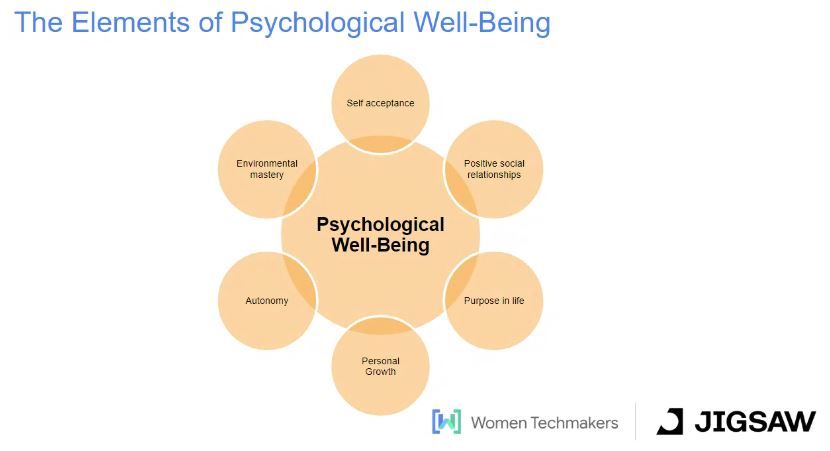 The Elements of Psychological Well-Being
Self acceptance
Positive social
relationships
Purpose in life
Personal
Growth
Autonomy
Environmental
mastery
Psychological
Well-Being
Women Techmakers
JIGSAW